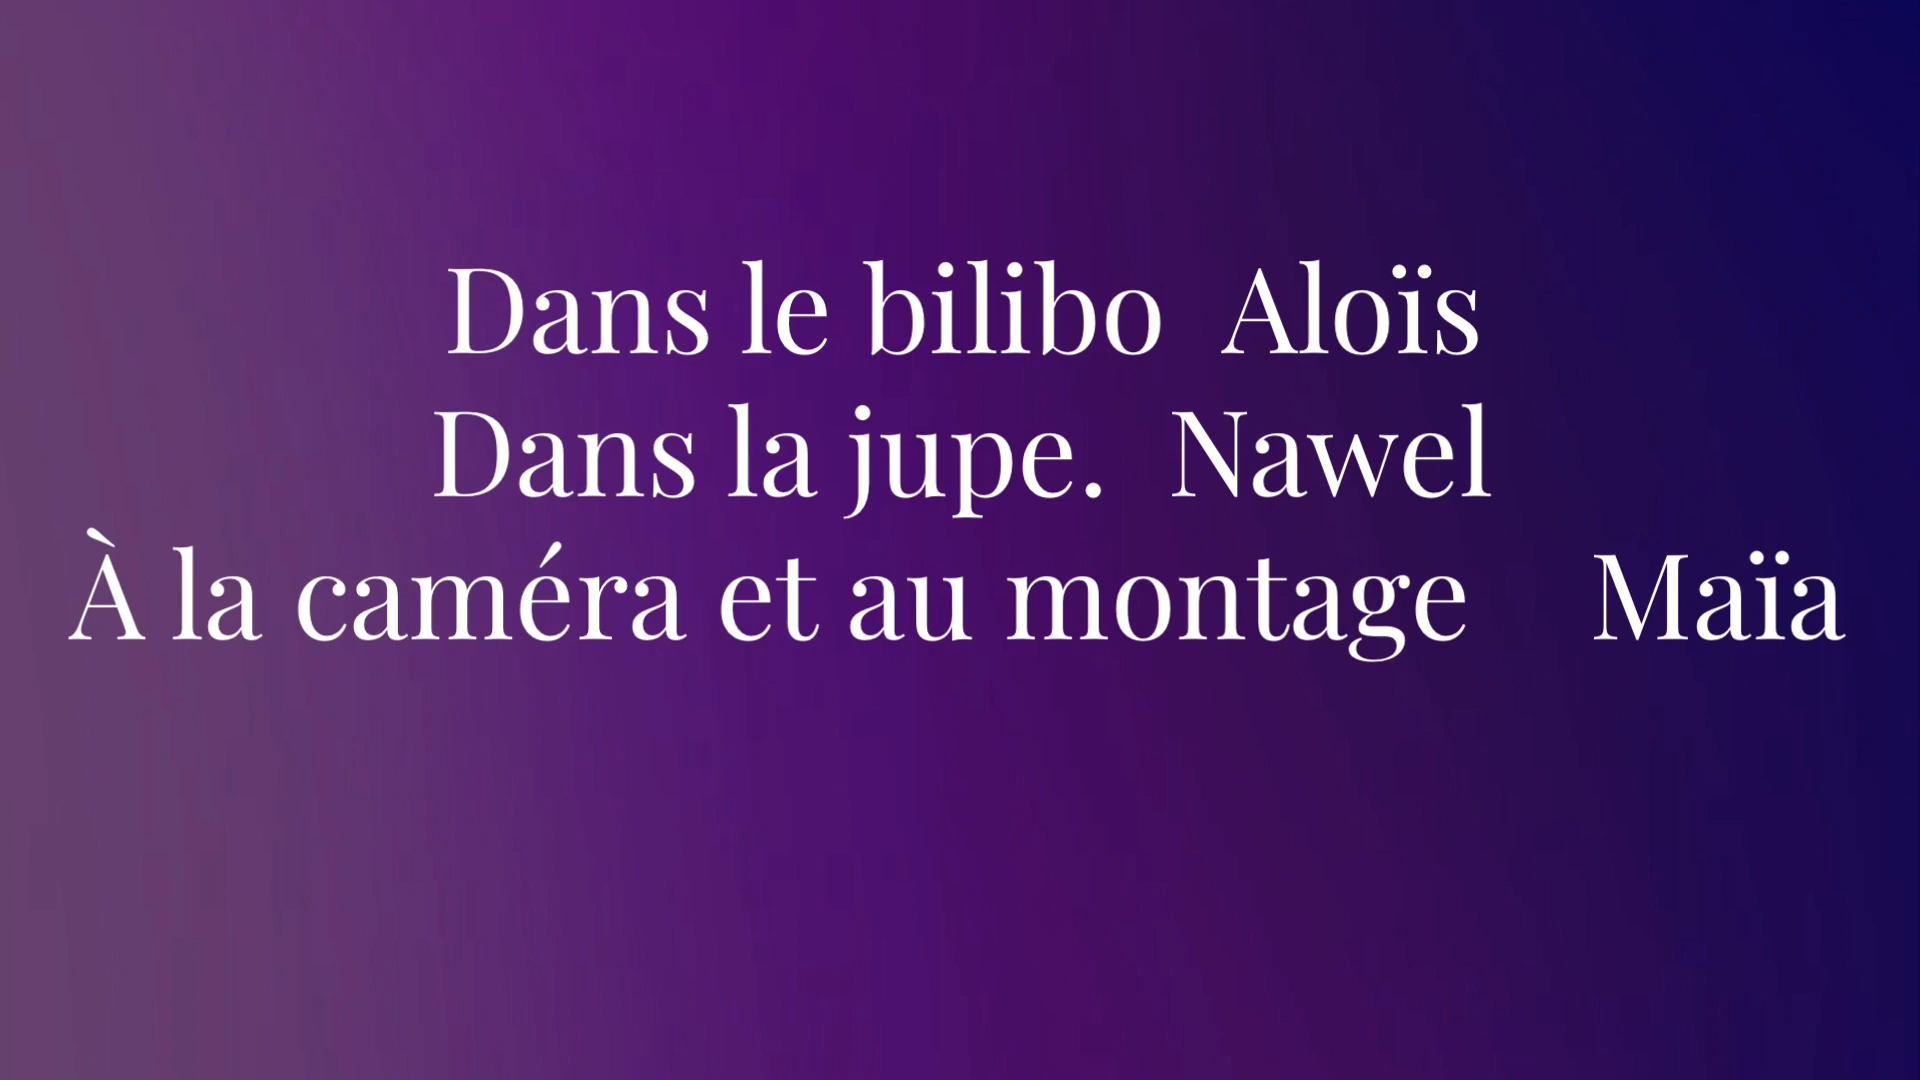 Dans le bilibo  Aloïs
Dans la jupe.  Nawel
À la caméra et au montage    Maïa